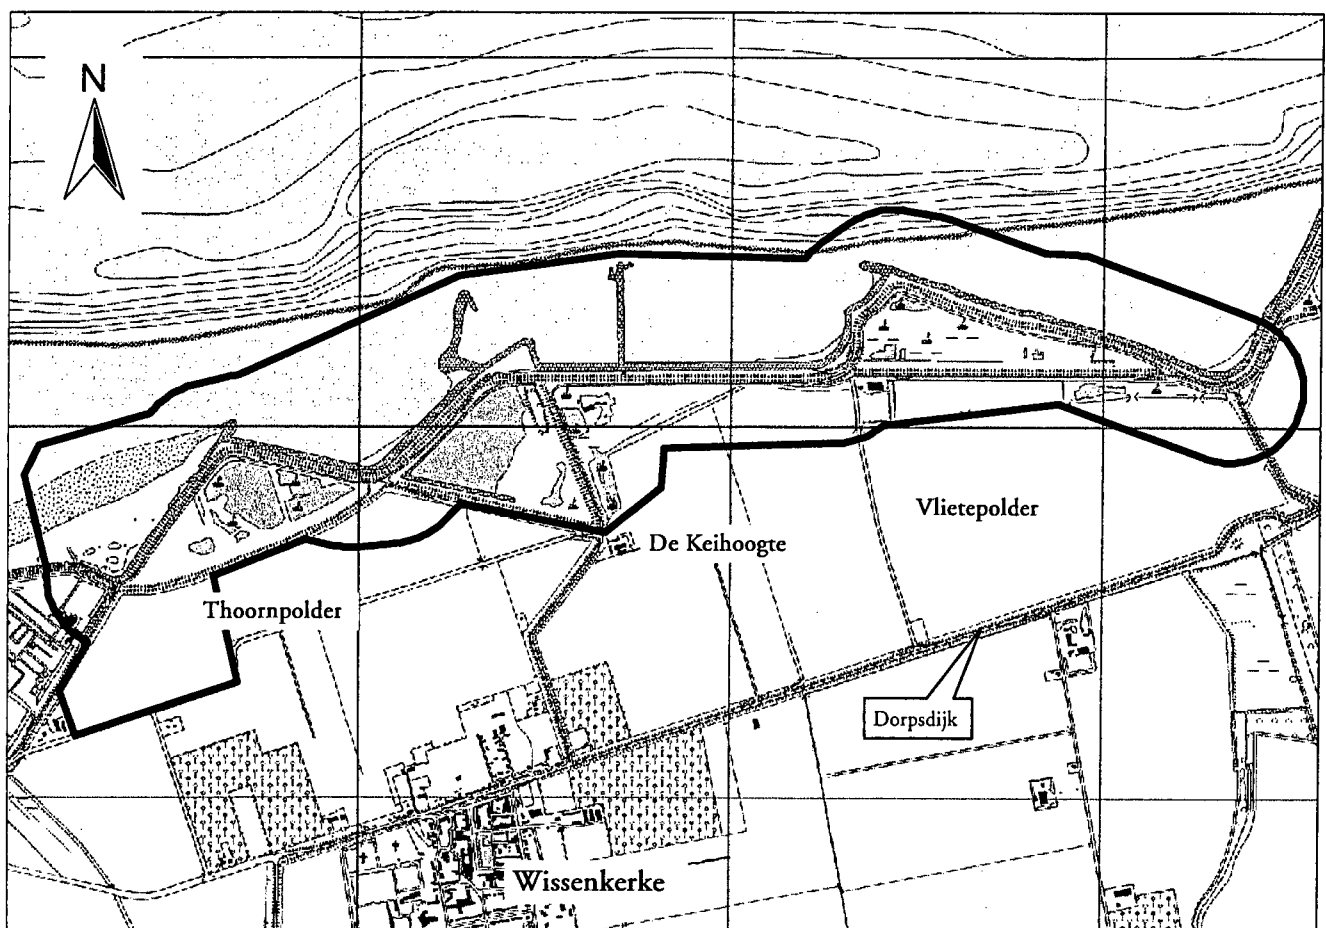 N
Vlietepolder
De Keihoogte
Thoornpolder
Dorpsdijk
Wissenkerke